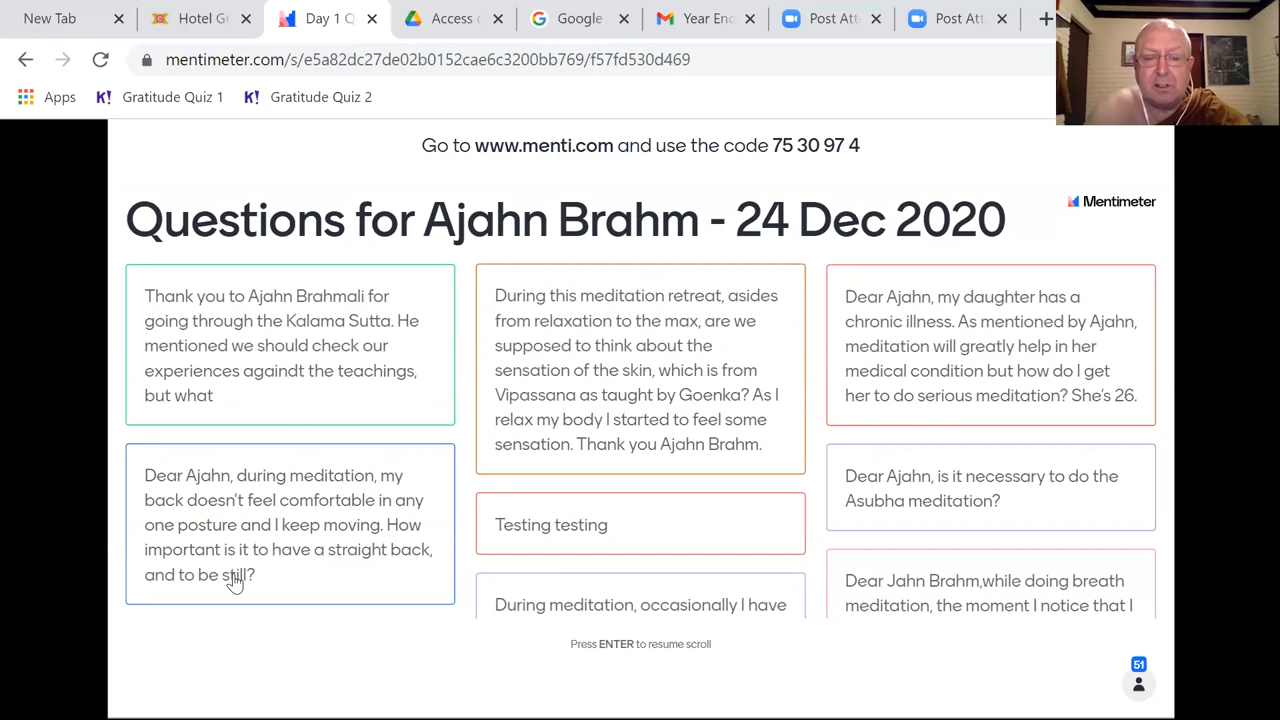 New Tab
Hotel Gr
Day 1 Q
Access
Google
Year End
Post Att
Post Att
mentimeter.com/s/e5a82dc27de02b0152cae6c3200bb769/f57fd530d469
Apps
Gratitude Quiz 1
Gratitude Quiz 2
Go to www.menti.com and use the code 75 30 97 4
Questions for Ajahn Brahm - 24 Dec 2020
Mentimeter
Thank you to Ajahn Brahmali for
going through the Kalama Sutta. He
mentioned we should check our
experiences againdt the teachings,
but what
Dear Ajahn, during meditation, my
back doesn't feel comfortable in any
one posture and I keep moving. How
important is it to have a straight back,
and to be still?
During this meditation retreat, asides
from relaxation to the max, are we
supposed to think about the
sensation of the skin, which is from
Vipassana as taught by Goenka? As I
relax my body I started to feel some
sensation. Thank you Ajahn Brahm.
Testing testing
During meditation, occasionally I have
Dear Ajahn, my daughter has a
chronic illness. As mentioned by Ajahn,
meditation will greatly help in her
medical condition but how do I get
her to do serious meditation? She's 26.
Dear Ajahn, is it necessary to do the
Asubha meditation?
Dear Jahn Brahm,while doing breath
meditation, the moment I notice that I
Press ENTER to resume scroll
51